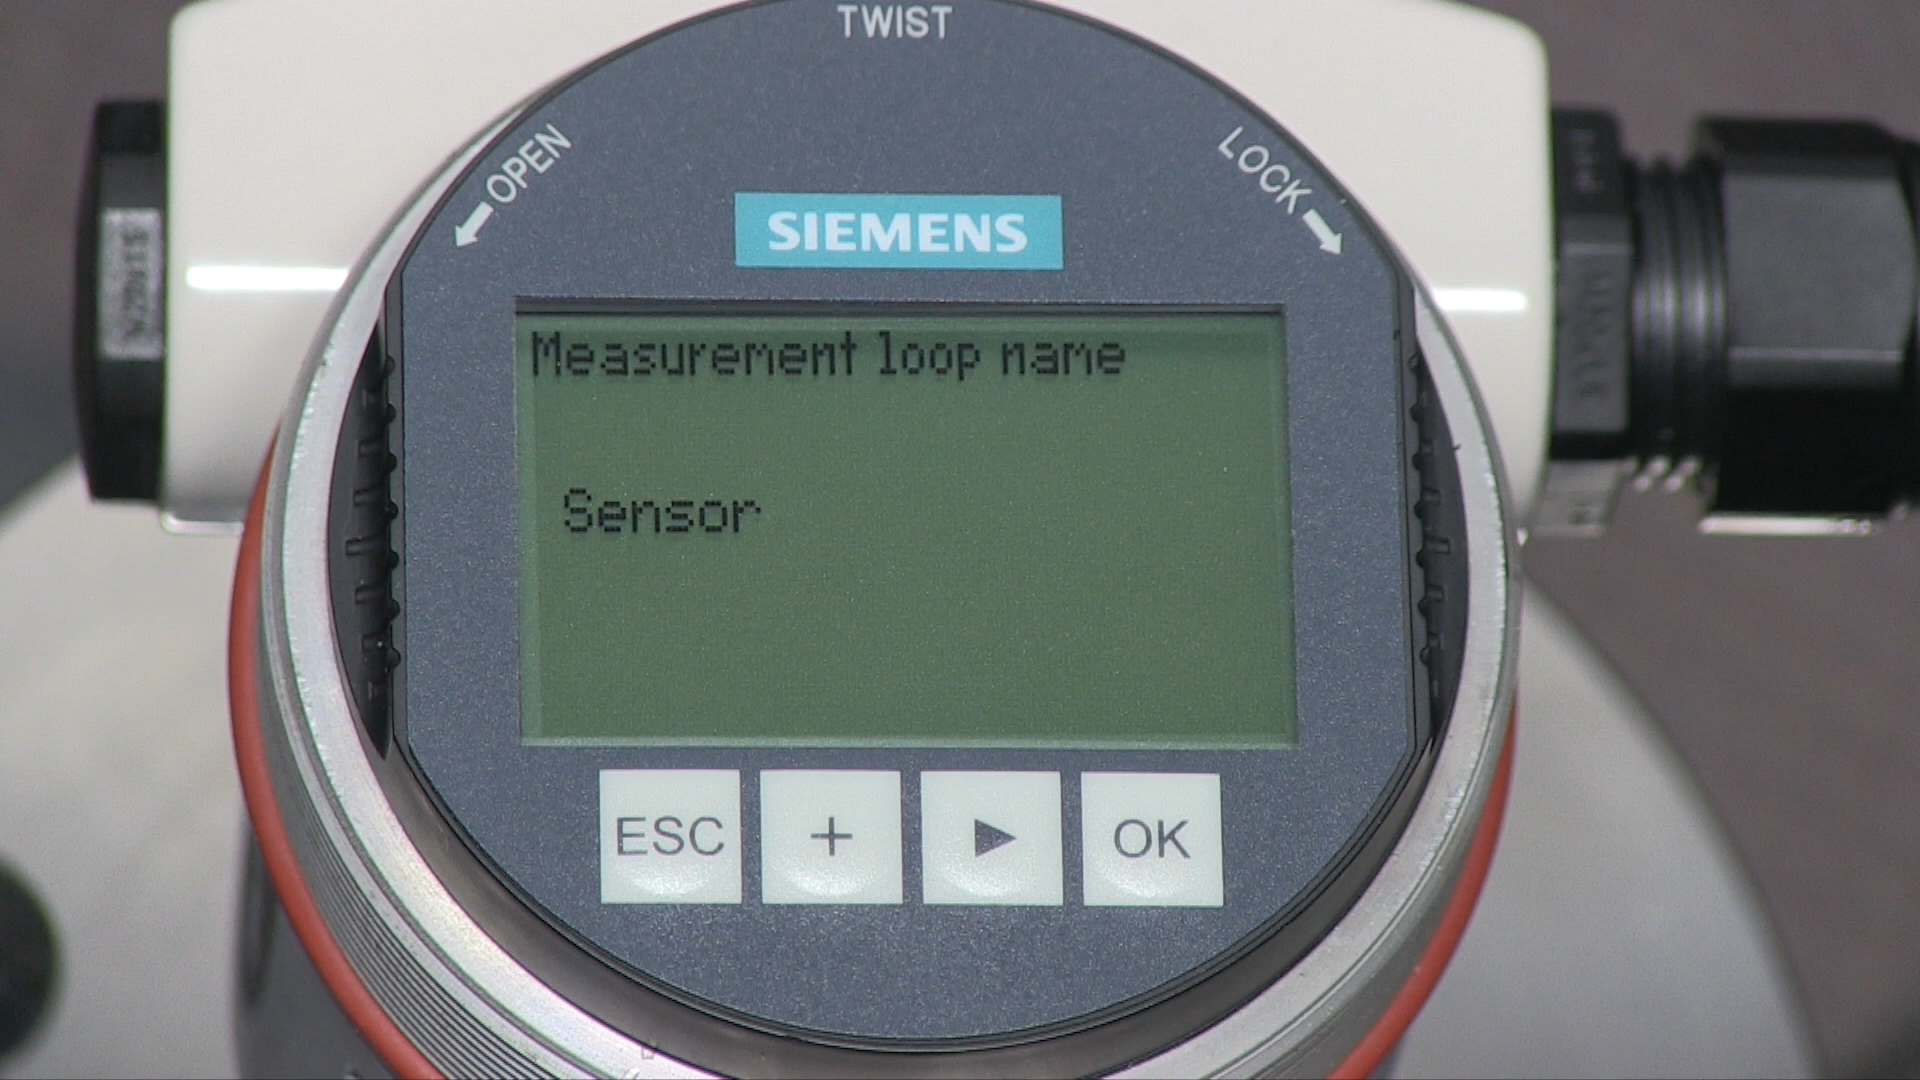 TWIST
OPEN
LOCK
SIEMENS
Measurement loop name
Sensor
ESC
+
►
OK